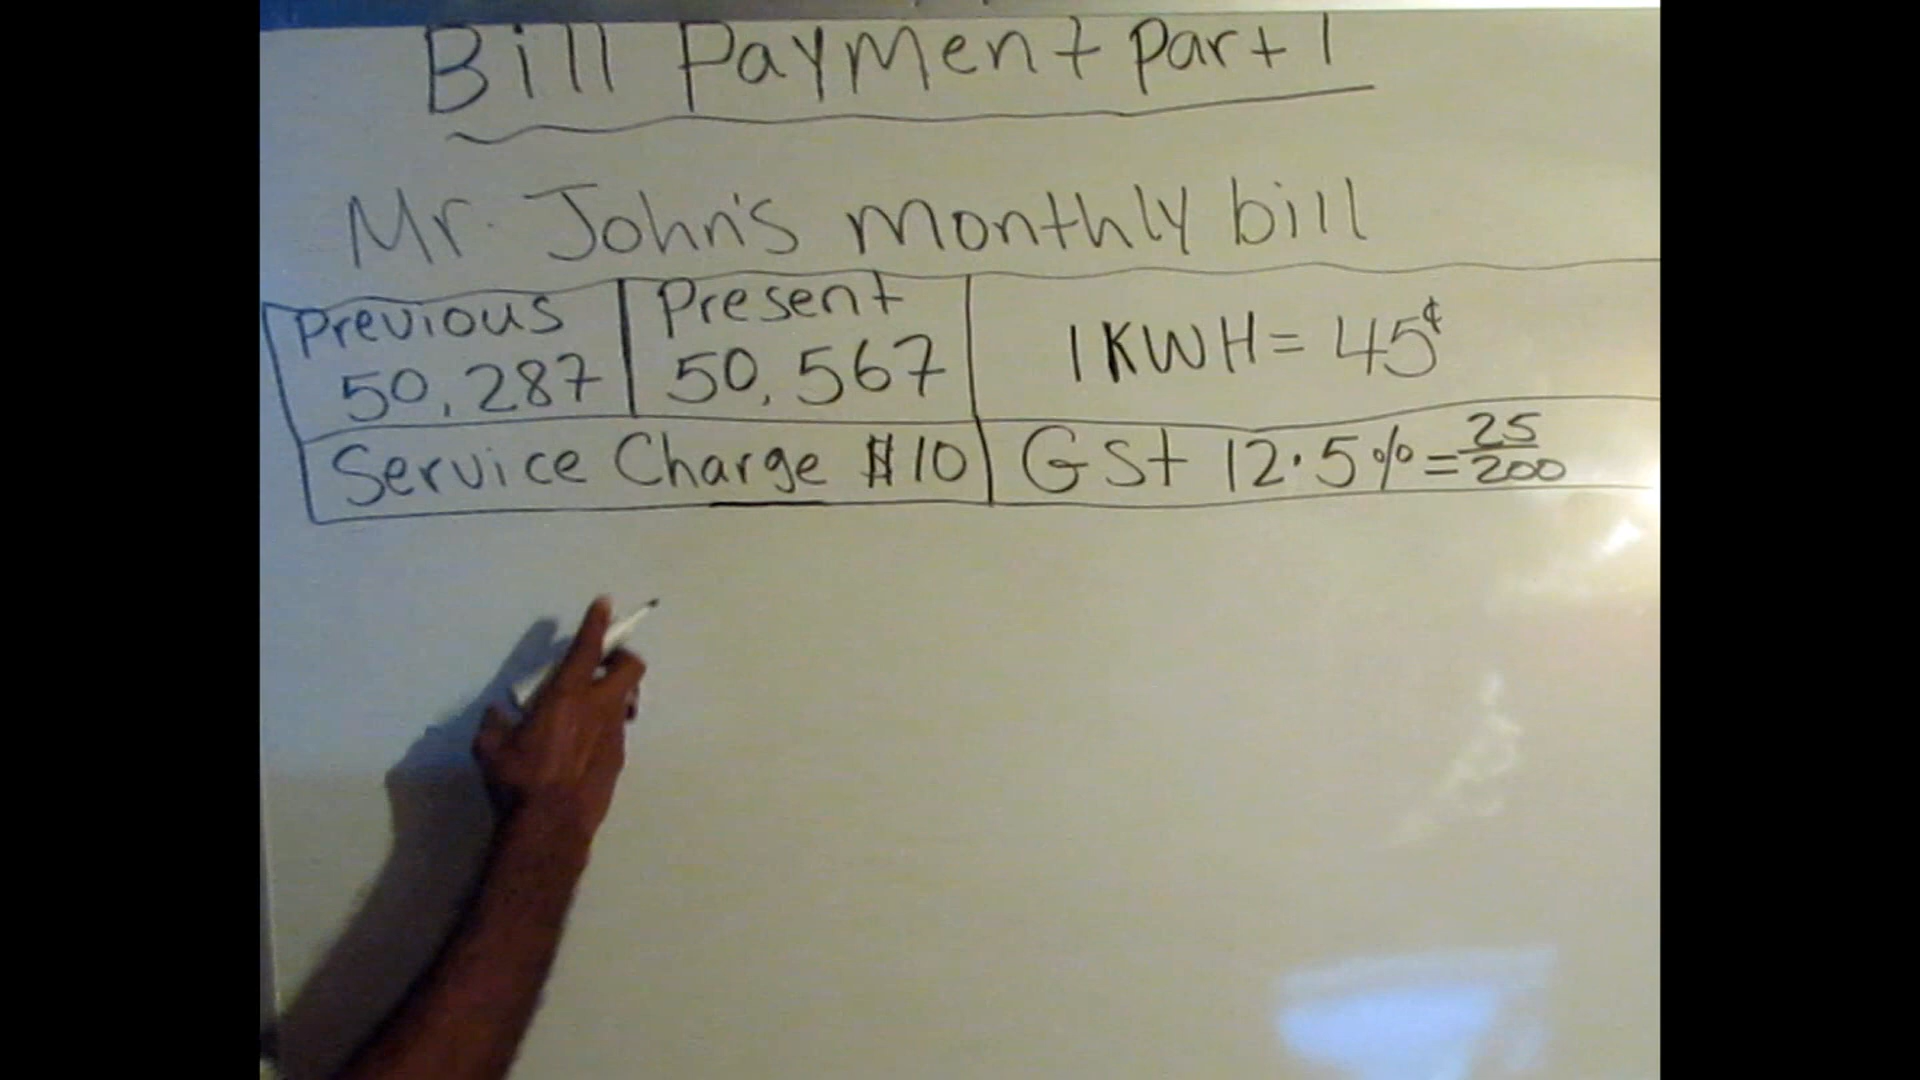 Bill Payment Part 1
Mr. John's monthly bill
Previous
50,287
Present
50,567
1KWH = 45¢
Service Charge $10
GSt 12.5% = 25/200